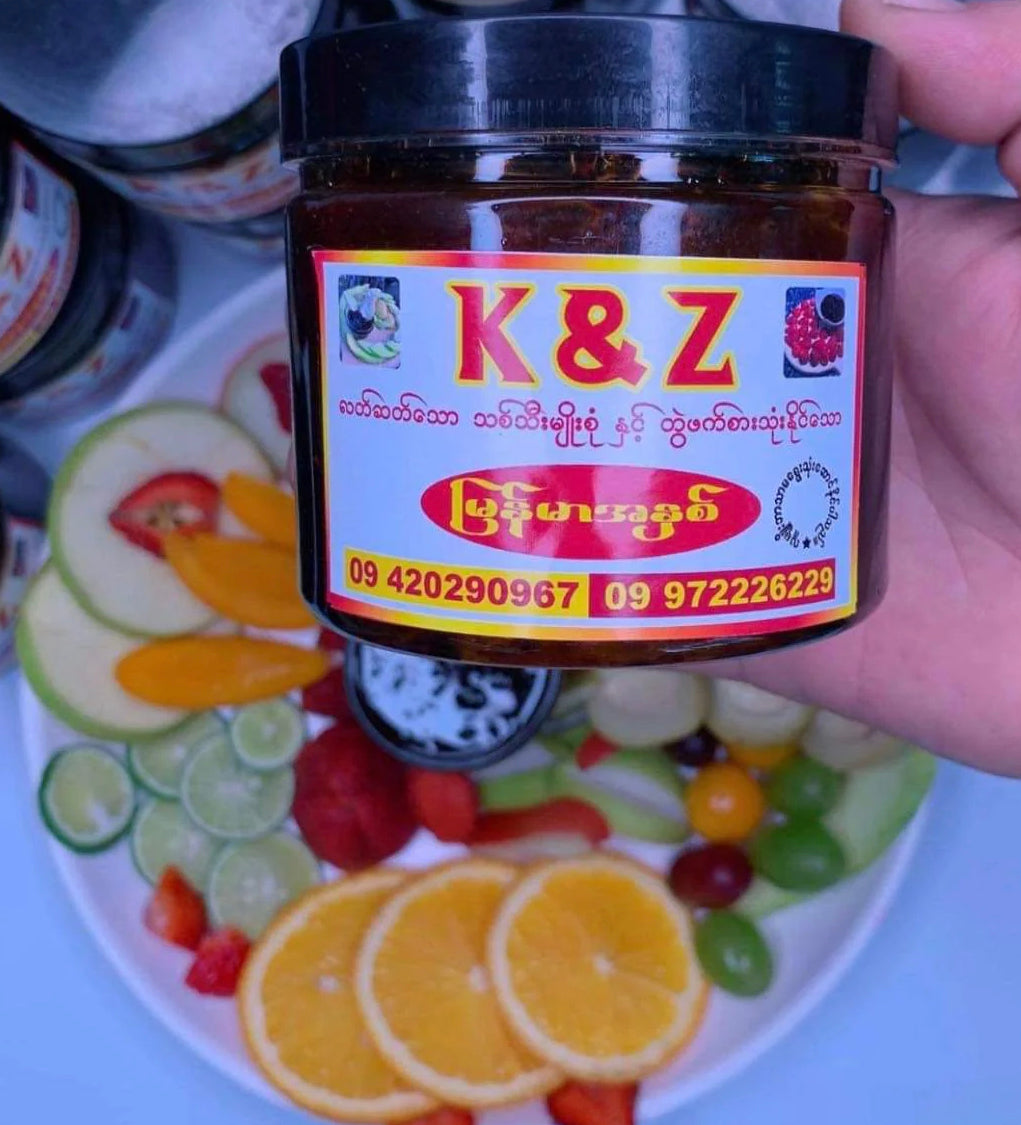 K & Z
လတ်ဆတ်သော သစ်သီးမျိုးစုံ နှင့် တွဲဖက်စားသုံးနိုင်သော
မြန်မာအနှစ်
09 420290967 09 972226229
K & Z